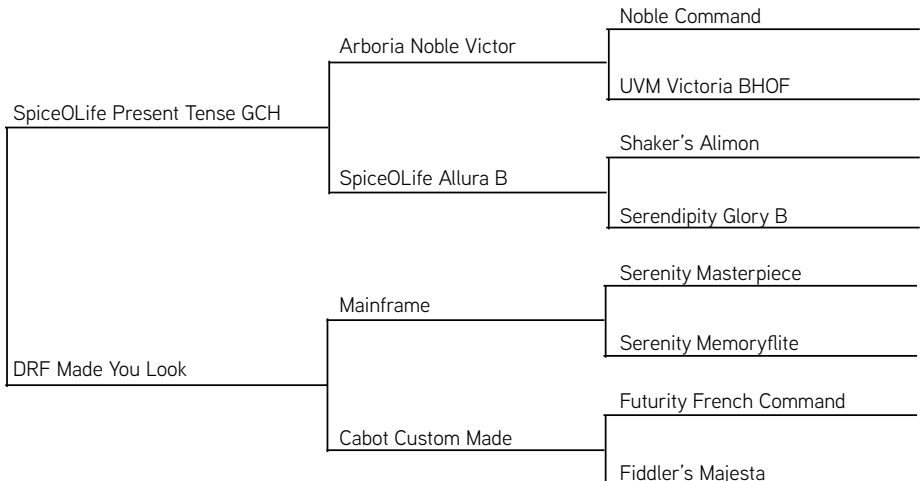 Noble Command
Arboria Noble Victor
UVM Victoria BHOF
SpiceOLife Present Tense GCH
Shaker's Alimon
SpiceOLife Allura B
Serendipity Glory B
Serenity Masterpiece
Mainframe
Serenity Memoryflite
DRF Made You Look
Futurity French Command
Cabot Custom Made
Fiddler's Majesta